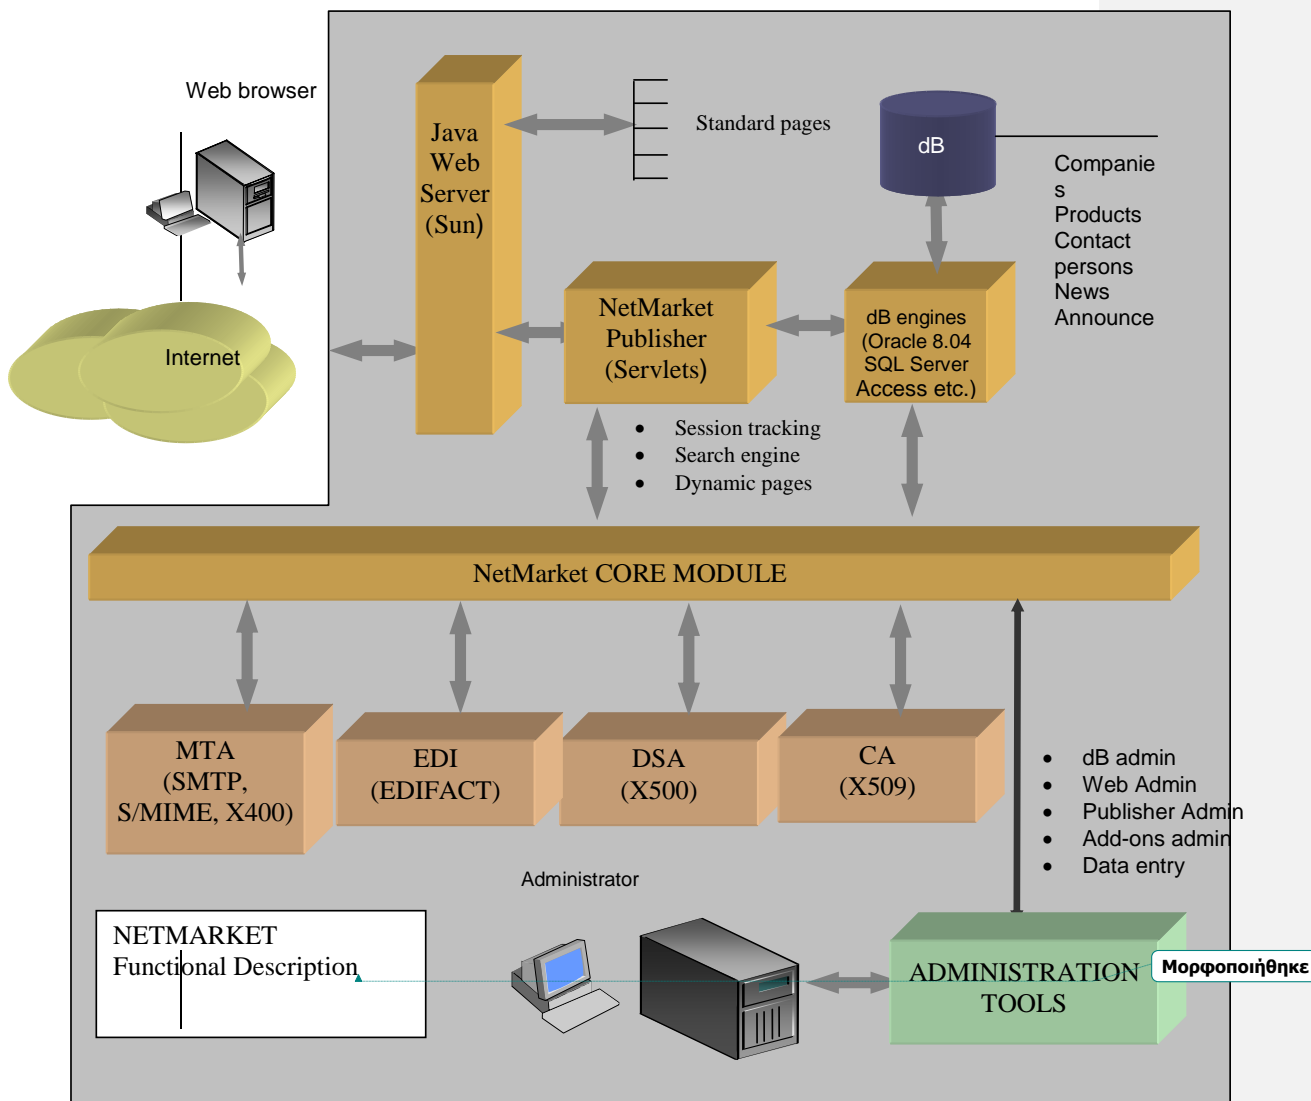 Web browser
Internet
Java
Web
Server
(Sun)
Standard pages
dB
Companie
s
Products
Contact
persons
News
Announce
NetMarket
Publisher
(Servlets)
dB engines
(Oracle 8.04
SQL Server
Access etc.)
• Session tracking
• Search engine
• Dynamic pages
NetMarket CORE MODULE
MTA
(SMTP,
S/MIME, X400)
EDI
(EDIFACT)
DSA
(X500)
CA
(X509)
• dB admin
• Web Admin
• Publisher Admin
• Add-ons admin
• Data entry
Administrator
NETMARKET
Functional Description
ADMINISTRATION
TOOLS
Μορφοποιήθηκε